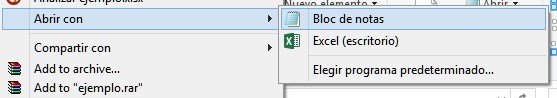 Analizar ejemplo.xlsx
Nuevo elemento
Abrir
Abrir con
Bloc de notas
Excel (escritorio)
Compartir con
Elegir programa predeterminado...
Add to archive...
Add to "ejemplo.rar"